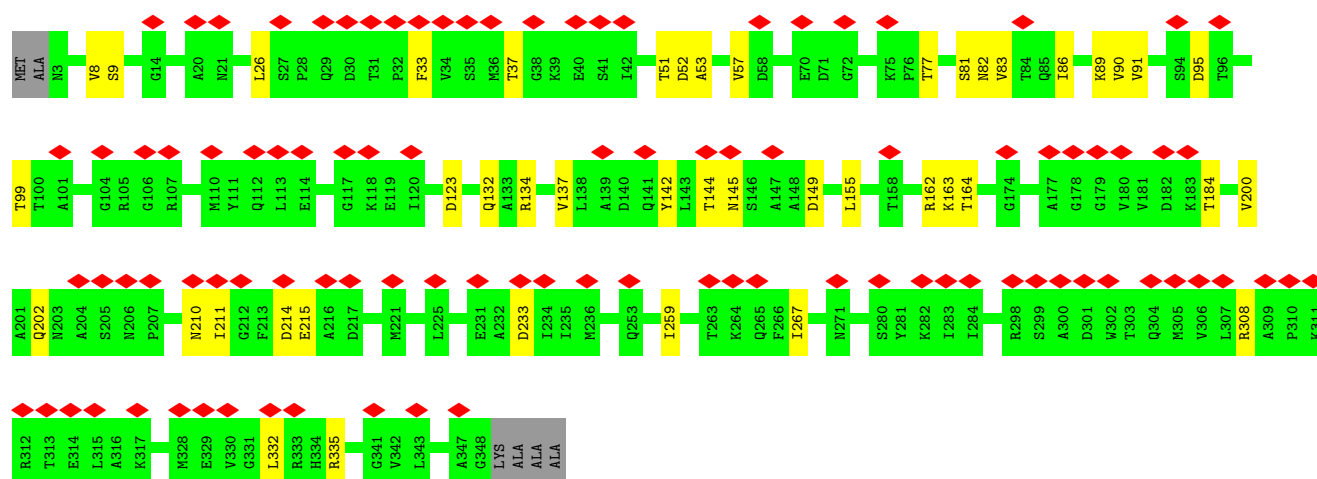 MET ALA N3 V8 S9 G14 A20 N21 L26 S27 P28 Q29 D30 T31 P32 F33 V34 S35 M36 T37 G38 K39 E40 S41 I42 T51 D52 A53 V57 D58 E70 D71 G72 K75 P76 T77 S81 N82 V83 T84 Q85 I86 K89 V90 V91 S94 D95 T96
T99 T100 A101 G104 R105 G106 R107 M110 Y111 Q112 L113 E114 G117 K118 E119 I120 D123 Q132 A133 R134 V137 L138 A139 D140 Q141 Y142 L143 T144 N145 S146 A147 A148 D149 L155 T158 R162 K163 T164 G174 A177 G178 G179 V180 V181 D182 K183 T184 V200
A201 Q202 N203 A204 S205 N206 P207 N210 I211 G212 F213 D214 E215 A216 D217 M221 L225 E231 A232 D233 I234 I235 M236 Q253 I259 T263 K264 Q265 F266 I267 N271 S280 Y281 K282 I283 I284 R298 S299 A300 D301 W302 T303 Q304 M305 V306 L307 R308 A309 P310 K311
R312 T313 E314 L315 A316 K317 M328 E329 V330 G331 L332 R333 H334 R335 G341 V342 L343 A347 G348 LYS ALA ALA ALA